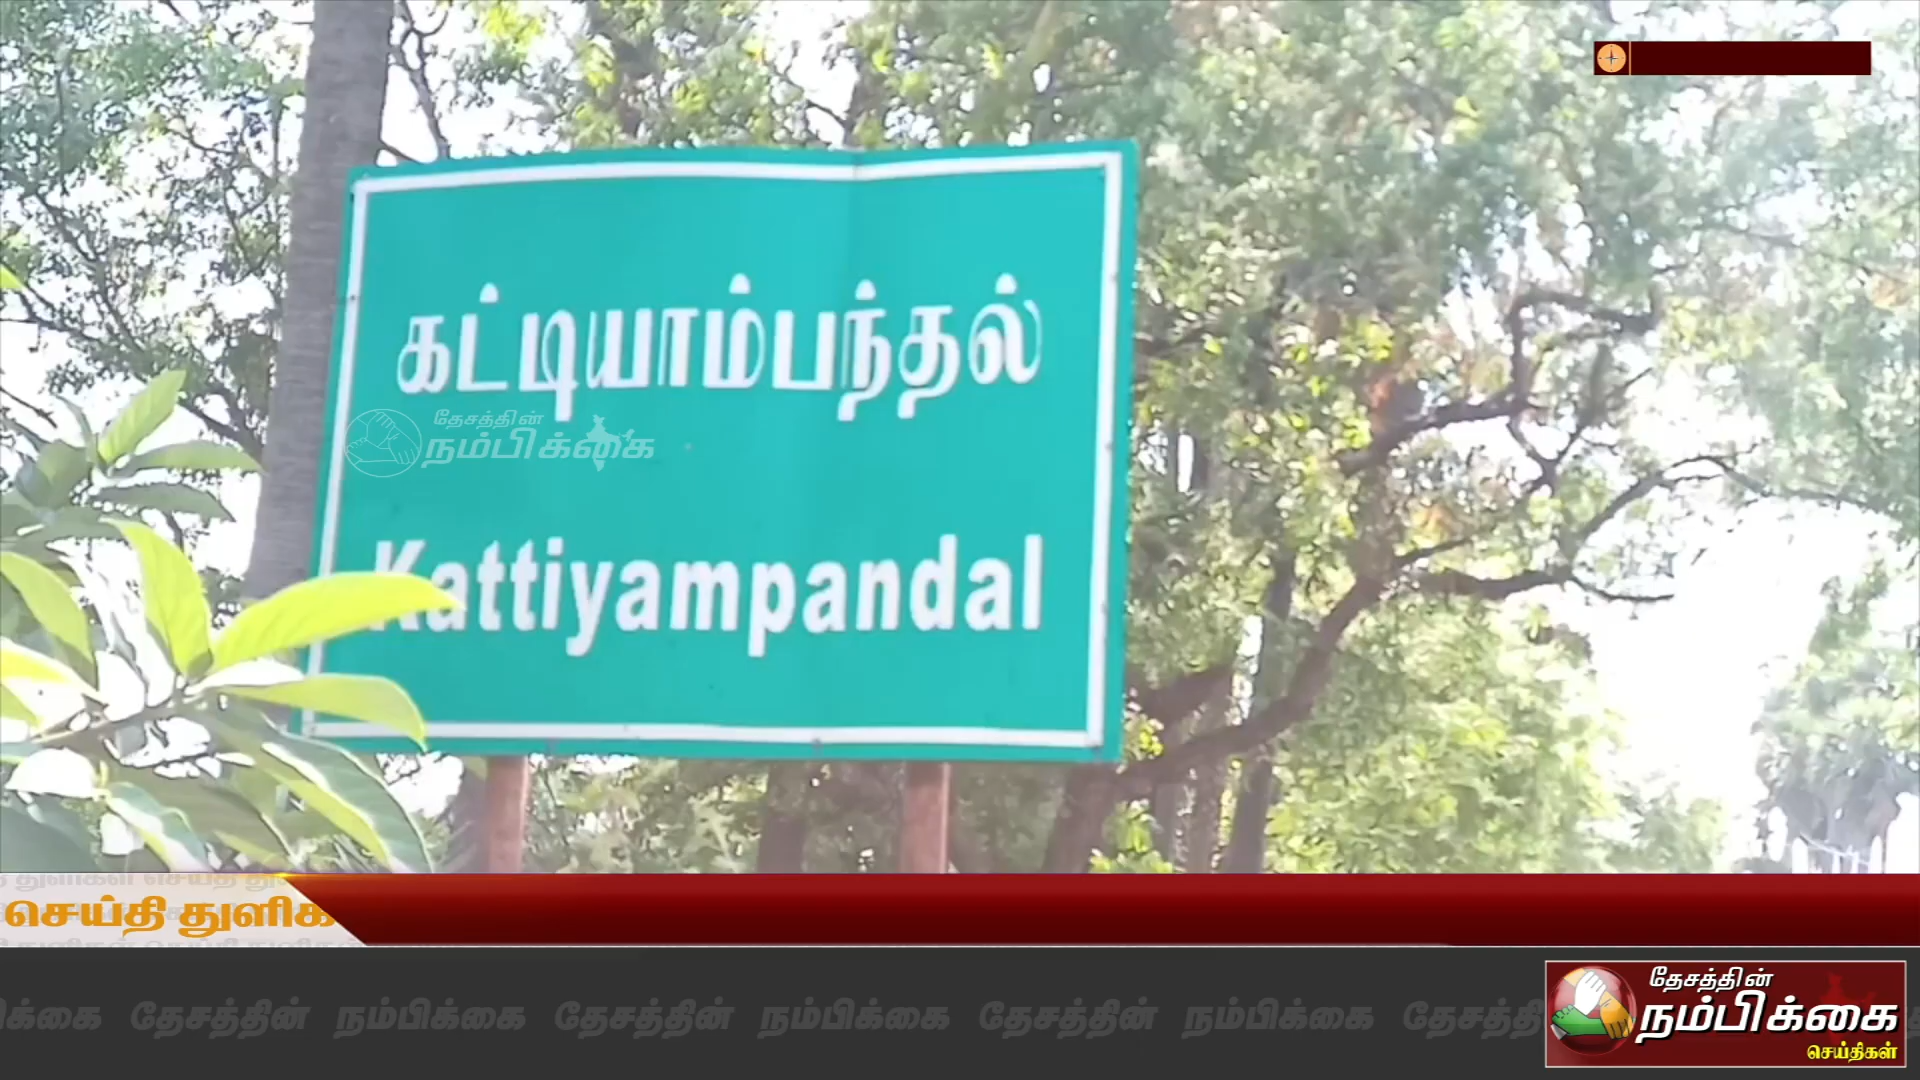 கட்டியாம்பந்தல்
தேசத்தின்
நம்பிக்கை
Kattiyampandal
செய்தி துளிக
தேசத்தின் நம்பிக்கை தேசத்தின் நம்பிக்கை தேசத்தின் நம்பிக்கை
தேசத்தின்
நம்பிக்கை
செய்திகள்